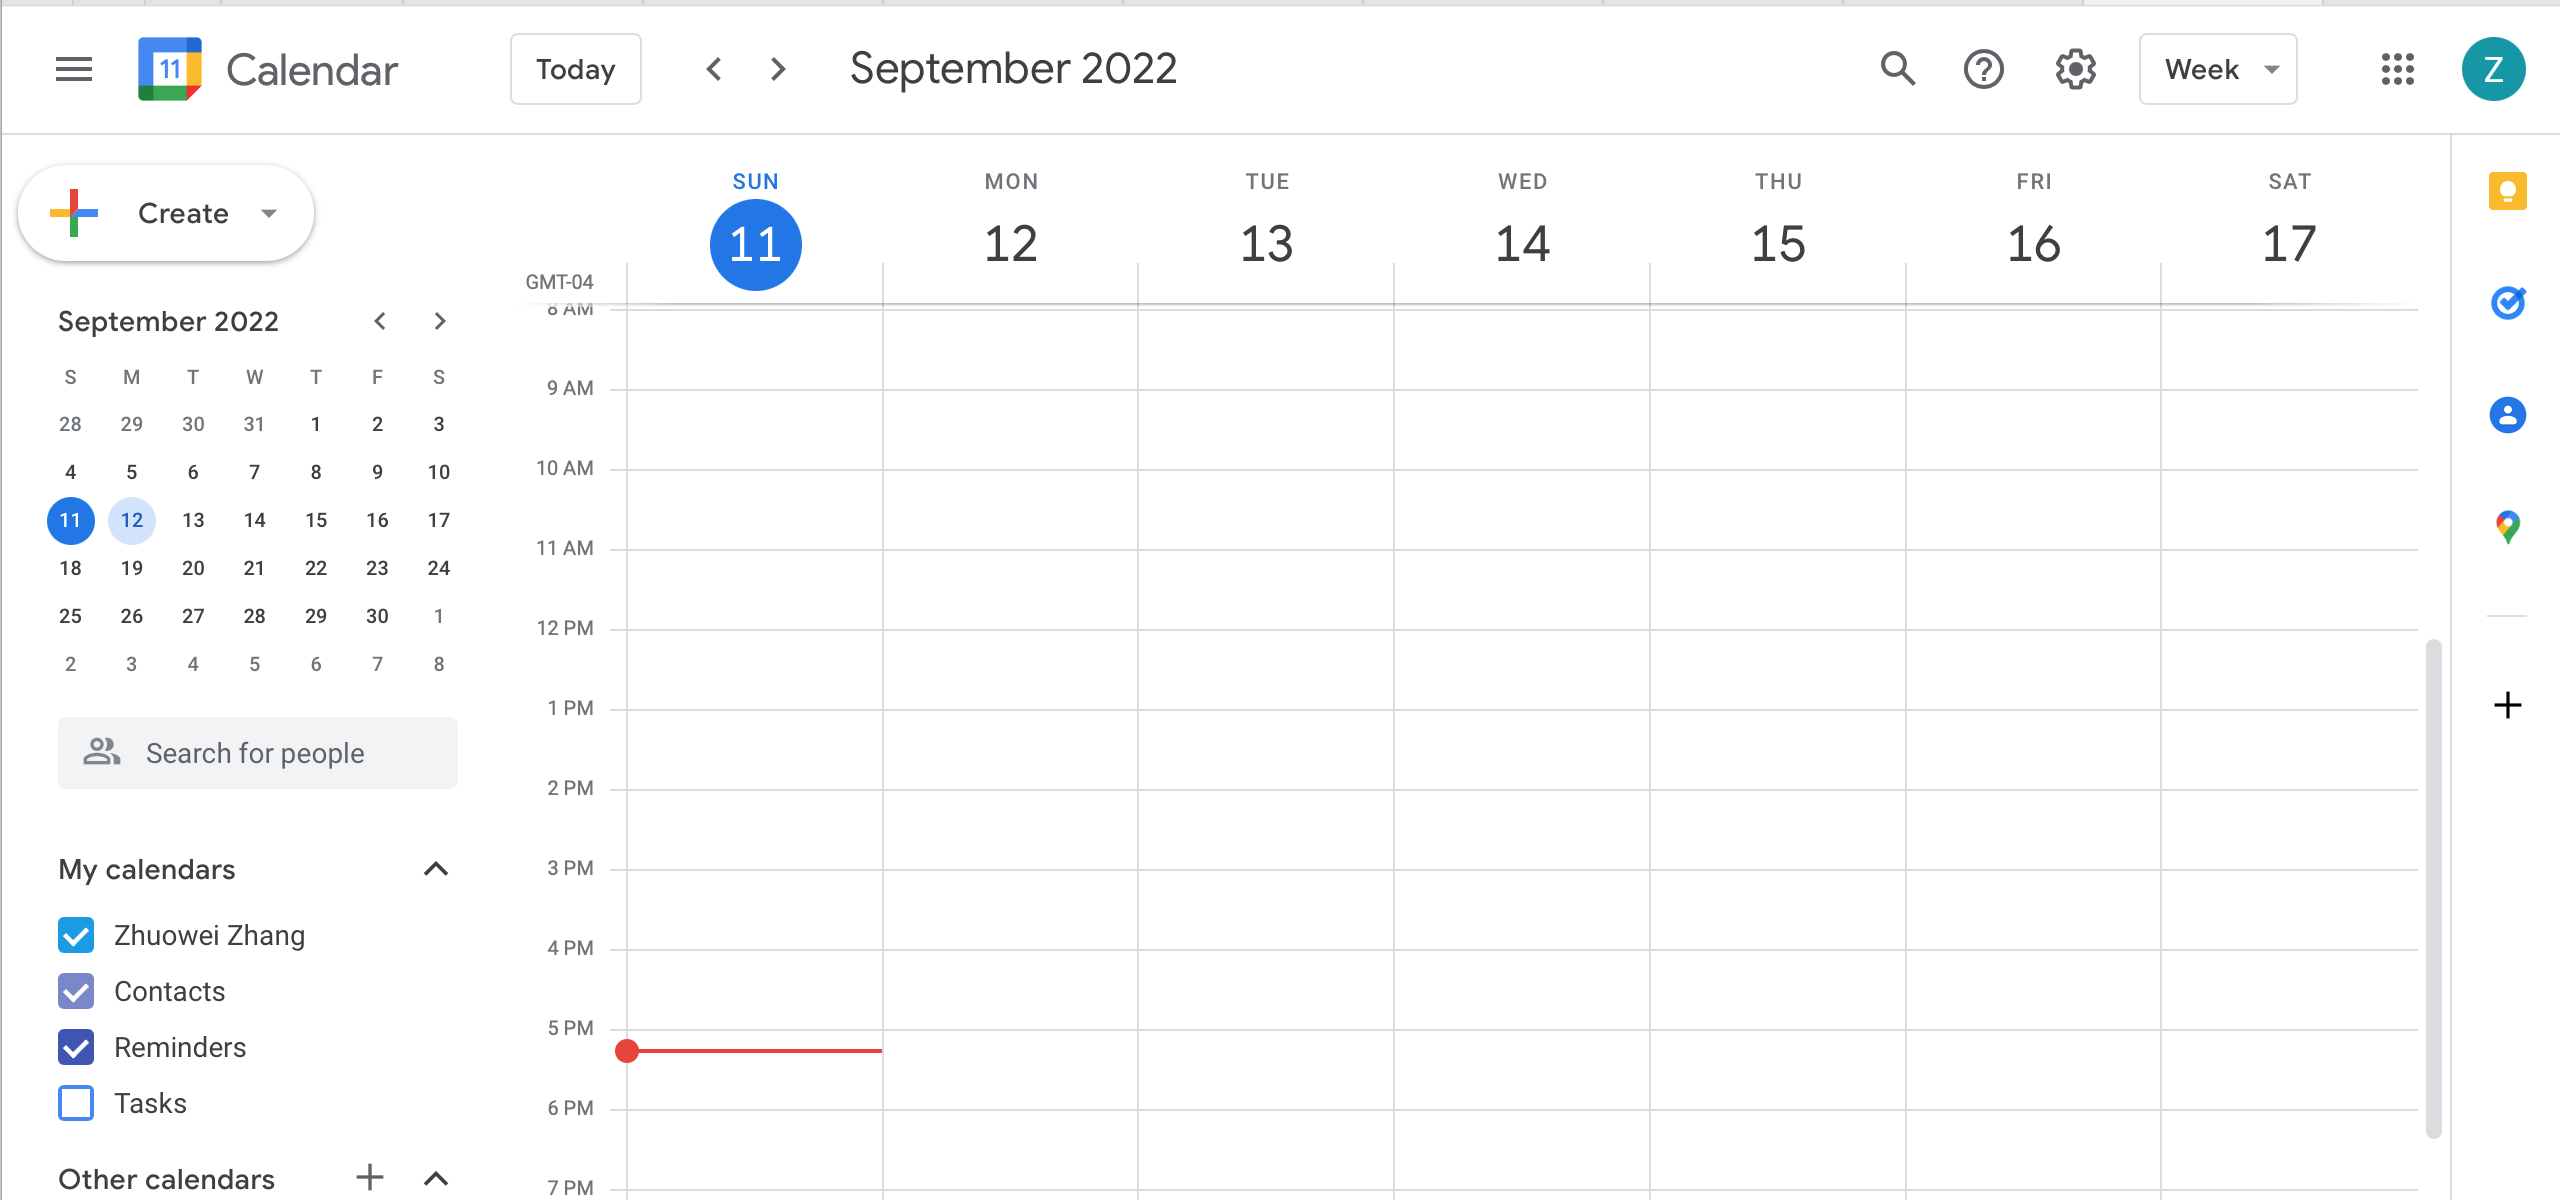 11 Calendar Today September 2022 Week Z
Create
September 2022
S M T W T F S
28 29 30 31 1 2 3
4 5 6 7 8 9 10
11 12 13 14 15 16 17
18 19 20 21 22 23 24
25 26 27 28 29 30 1
2 3 4 5 6 7 8
Search for people
My calendars
Zhuowei Zhang
Contacts
Reminders
Tasks
Other calendars
SUN MON TUE WED THU FRI SAT
11 12 13 14 15 16 17
GMT-04
8 AM
9 AM
10 AM
11 AM
12 PM
1 PM
2 PM
3 PM
4 PM
5 PM
6 PM
7 PM